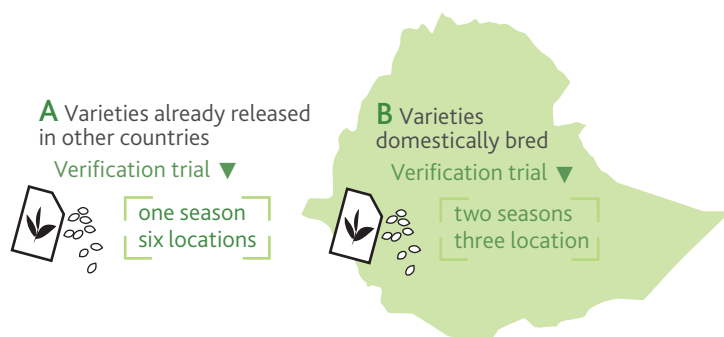 A Varieties already released
in other countries
Verification trial ▼
one season
six locations
B Varieties
domestically bred
Verification trial ▼
two seasons
three location